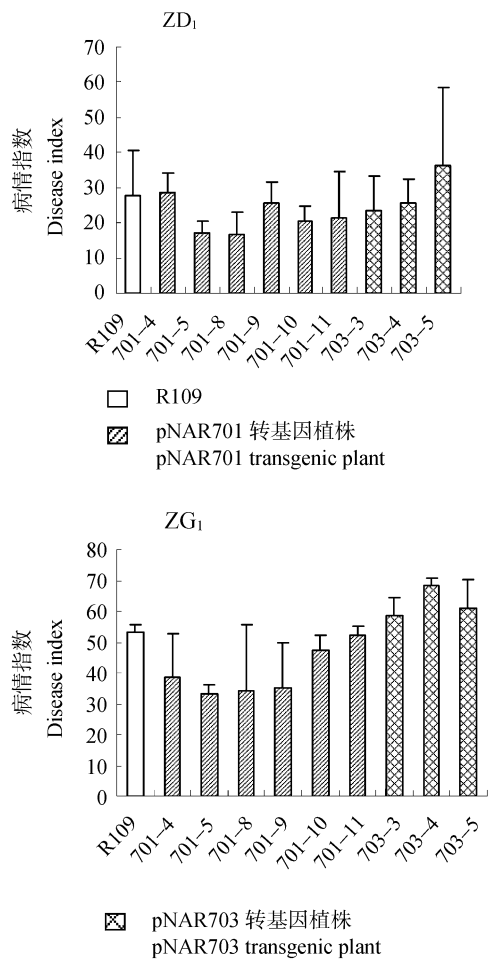 ZD₁
70
60
50
40
30
20
10
0
病情指数
Disease index
R109
701–4
701–5
701–8
701–9
701–10
701–11
703–3
703–4
703–5
R109
pNAR701 转基因植株
pNAR701 transgenic plant
ZG₁
80
70
60
50
40
30
20
10
0
病情指数
Disease index
R109
701–4
701–5
701–8
701–9
701–10
701–11
703–3
703–4
703–5
pNAR703 转基因植株
pNAR703 transgenic plant